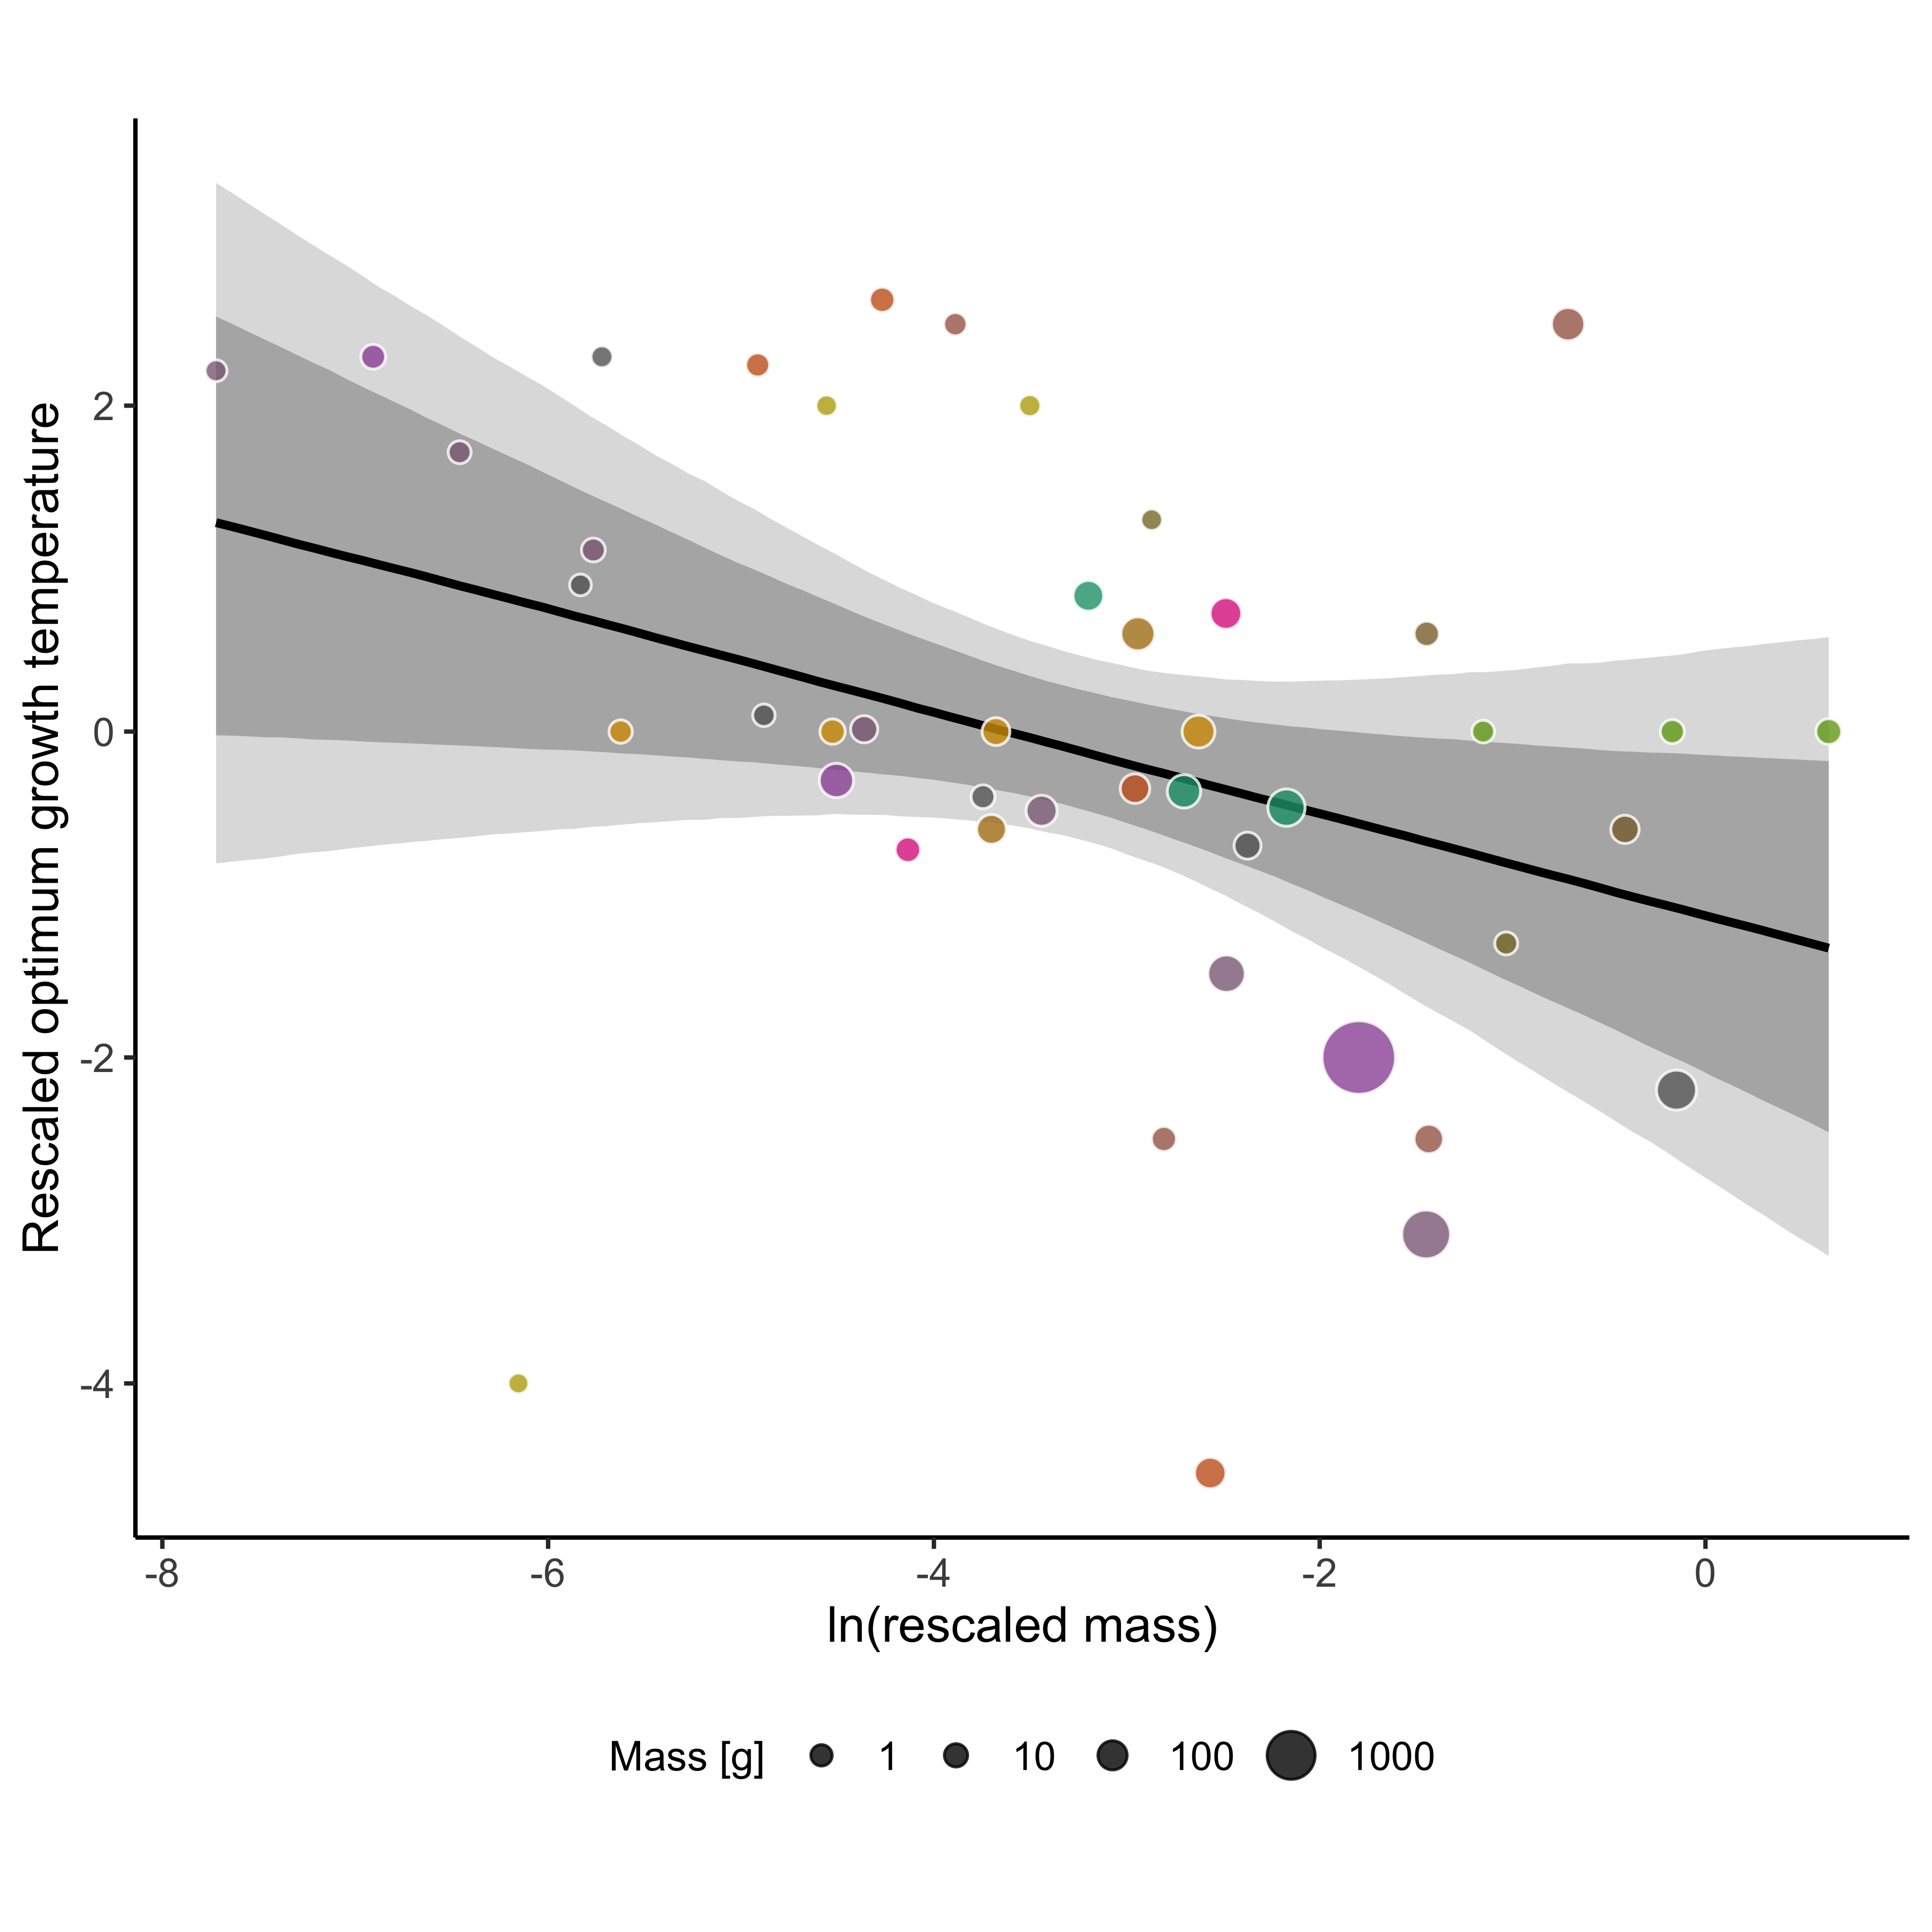 Rescaled optimum growth temperature
2
0
-2
-4
-8 -6 -4 -2 0
ln(rescaled mass)
Mass [g] 1 10 100 1000